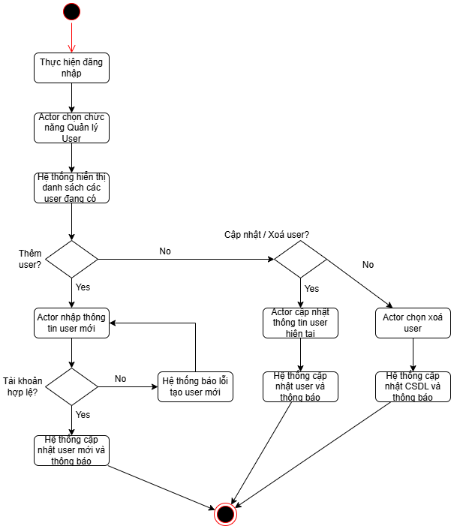 Thực hiện đăng
nhập
Actor chọn chức
năng Quản lý
User
Hệ thống hiển thị
danh sách các
user đang có
Cập nhật / Xoá user?
Thêm
user?
No
No
Yes
Yes
Actor nhập thông
tin user mới
Actor cập nhật
thông tin user
hiện tại
Actor chọn xoá
user
Tài khoản
hợp lệ?
No
Hệ thống báo lỗi
tạo user mới
Hệ thống cập
nhật user và
thông báo
Hệ thống cập
nhật CSDL và
thông báo
Yes
Hệ thống cập
nhật user mới và
thông báo